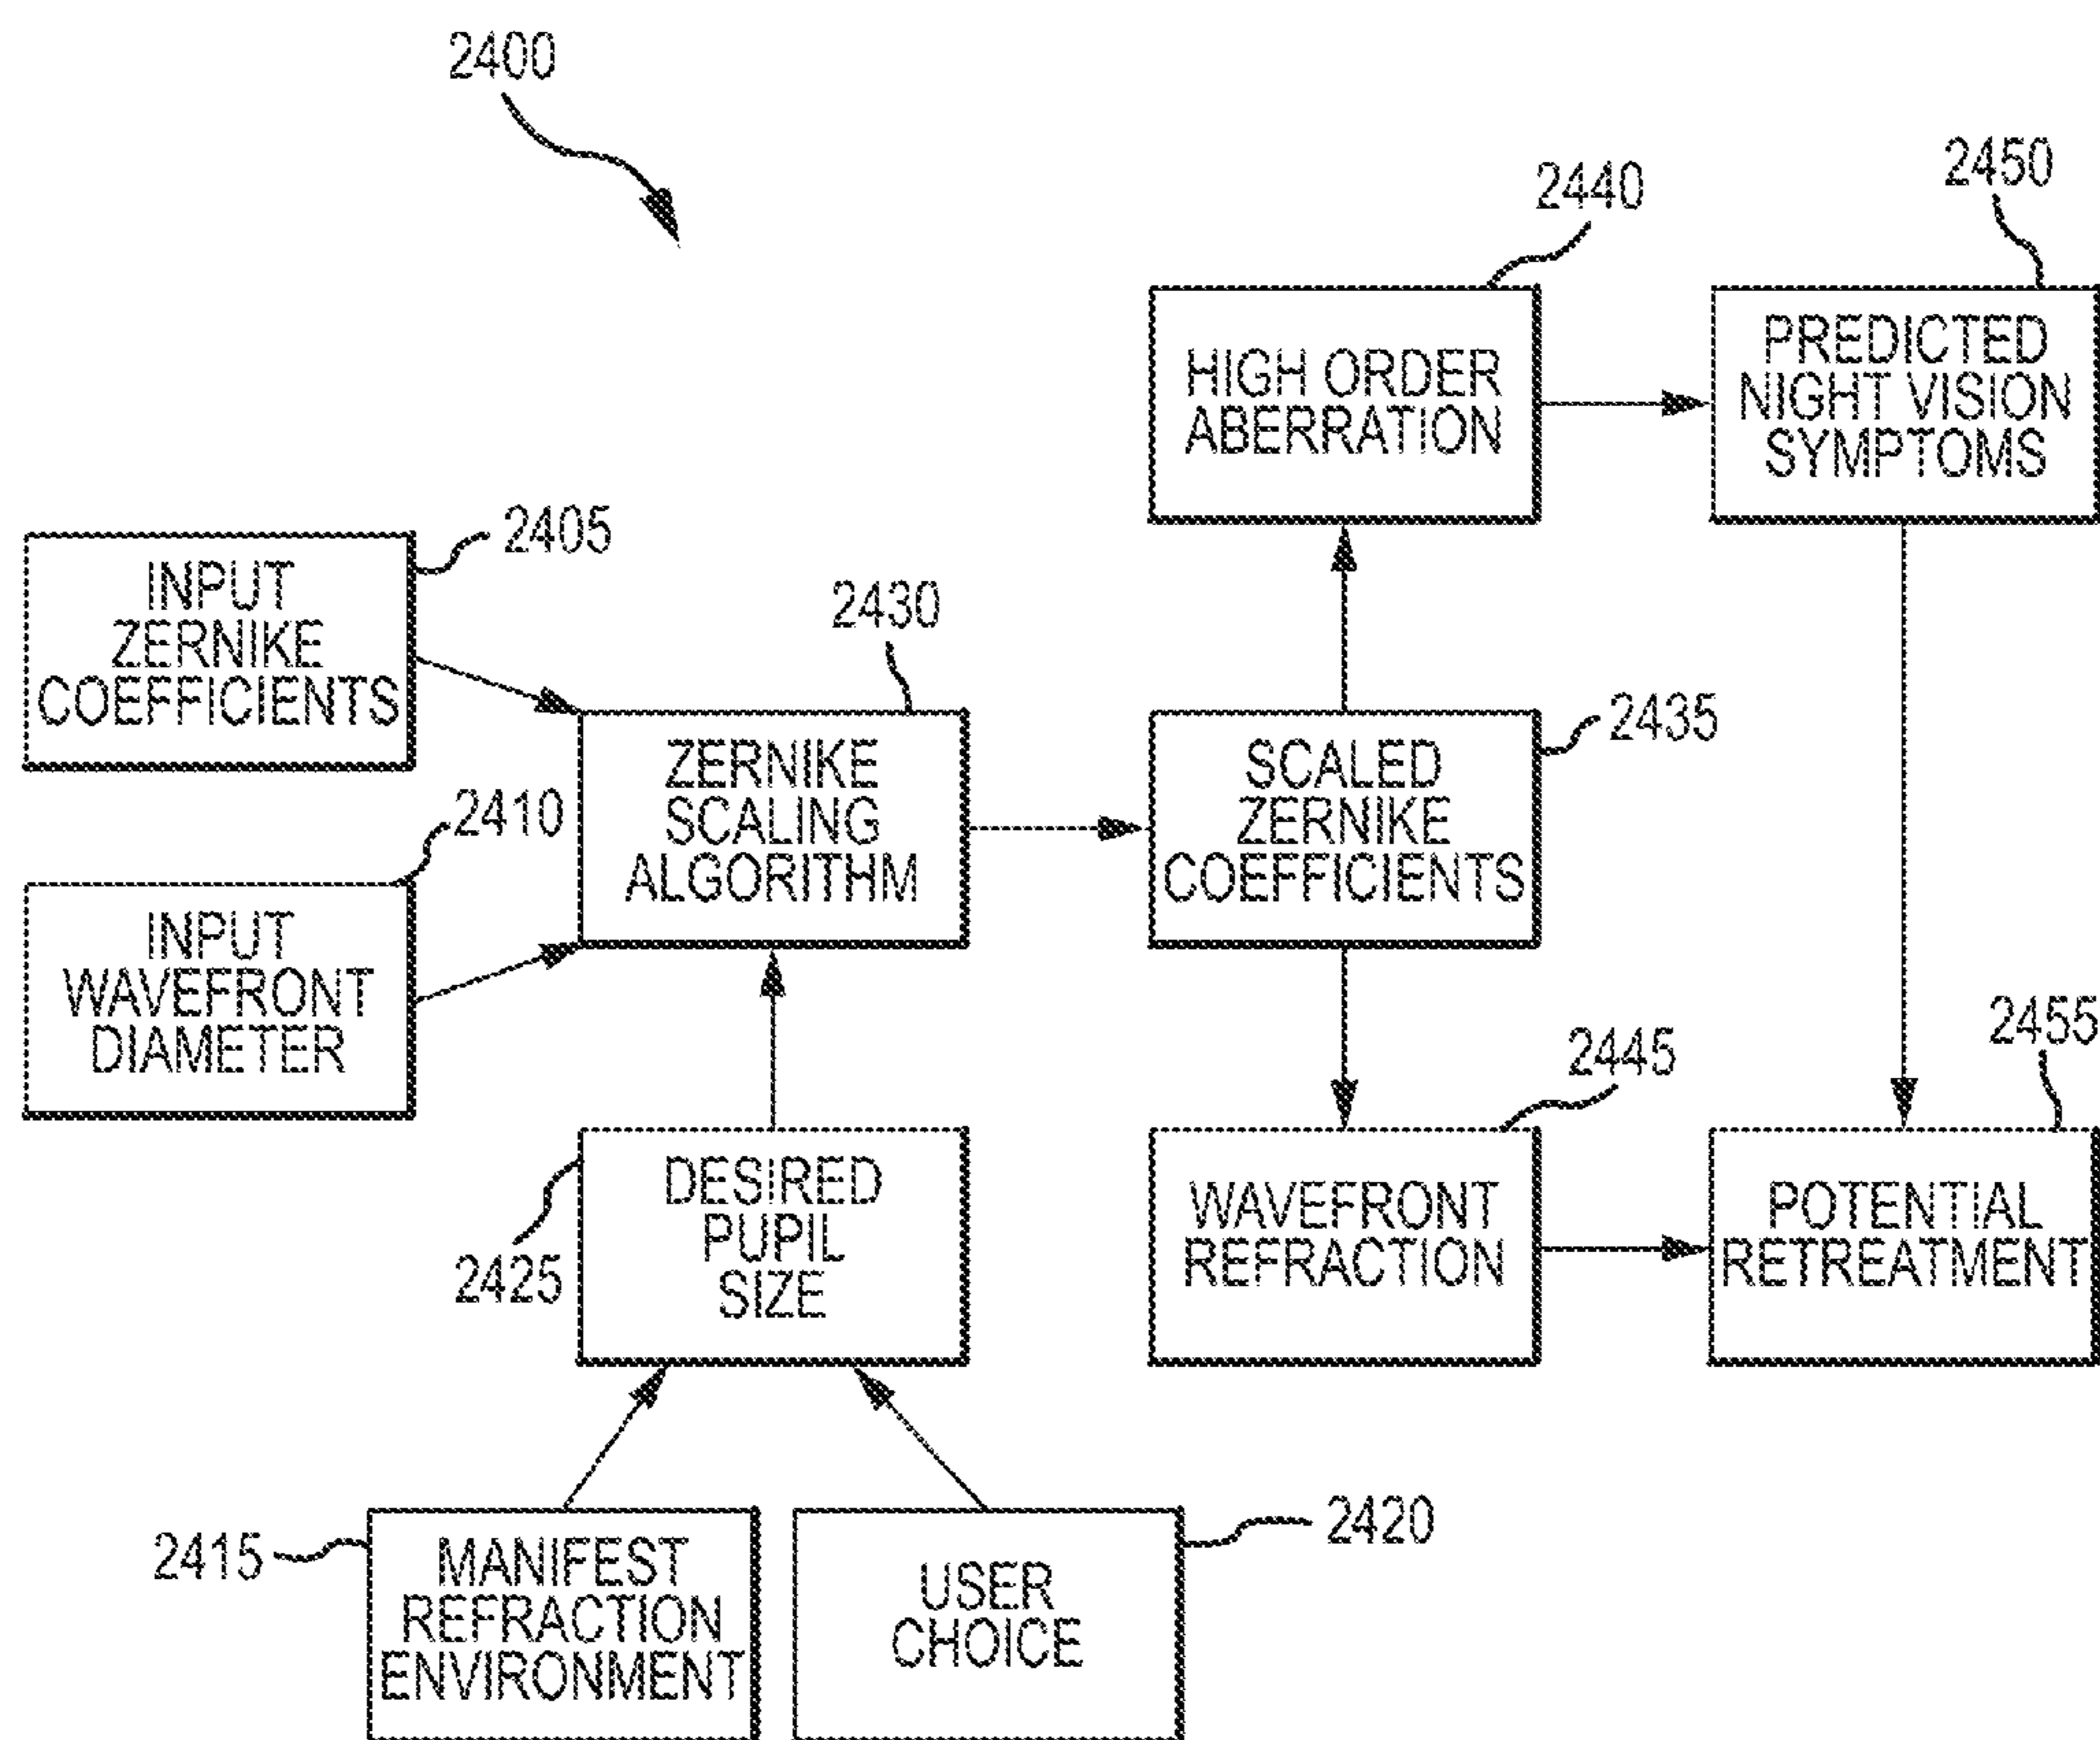 2400
2440
2450
HIGH ORDER
ABERRATION
PREDICTED
NIGHT VISION
SYMPTOMS
2405
INPUT
ZERNIKE
COEFFICIENTS
2430
2435
2410
ZERNIKE
SCALING
ALGORITHM
SCALED
ZERNIKE
COEFFICIENTS
INPUT
WAVEFRONT
DIAMETER
2445
2455
2425
DESIRED
PUPIL
SIZE
WAVEFRONT
REFRACTION
POTENTIAL
RETREATMENT
2415
MANIFEST
REFRACTION
ENVIRONMENT
USER
CHOICE
2420